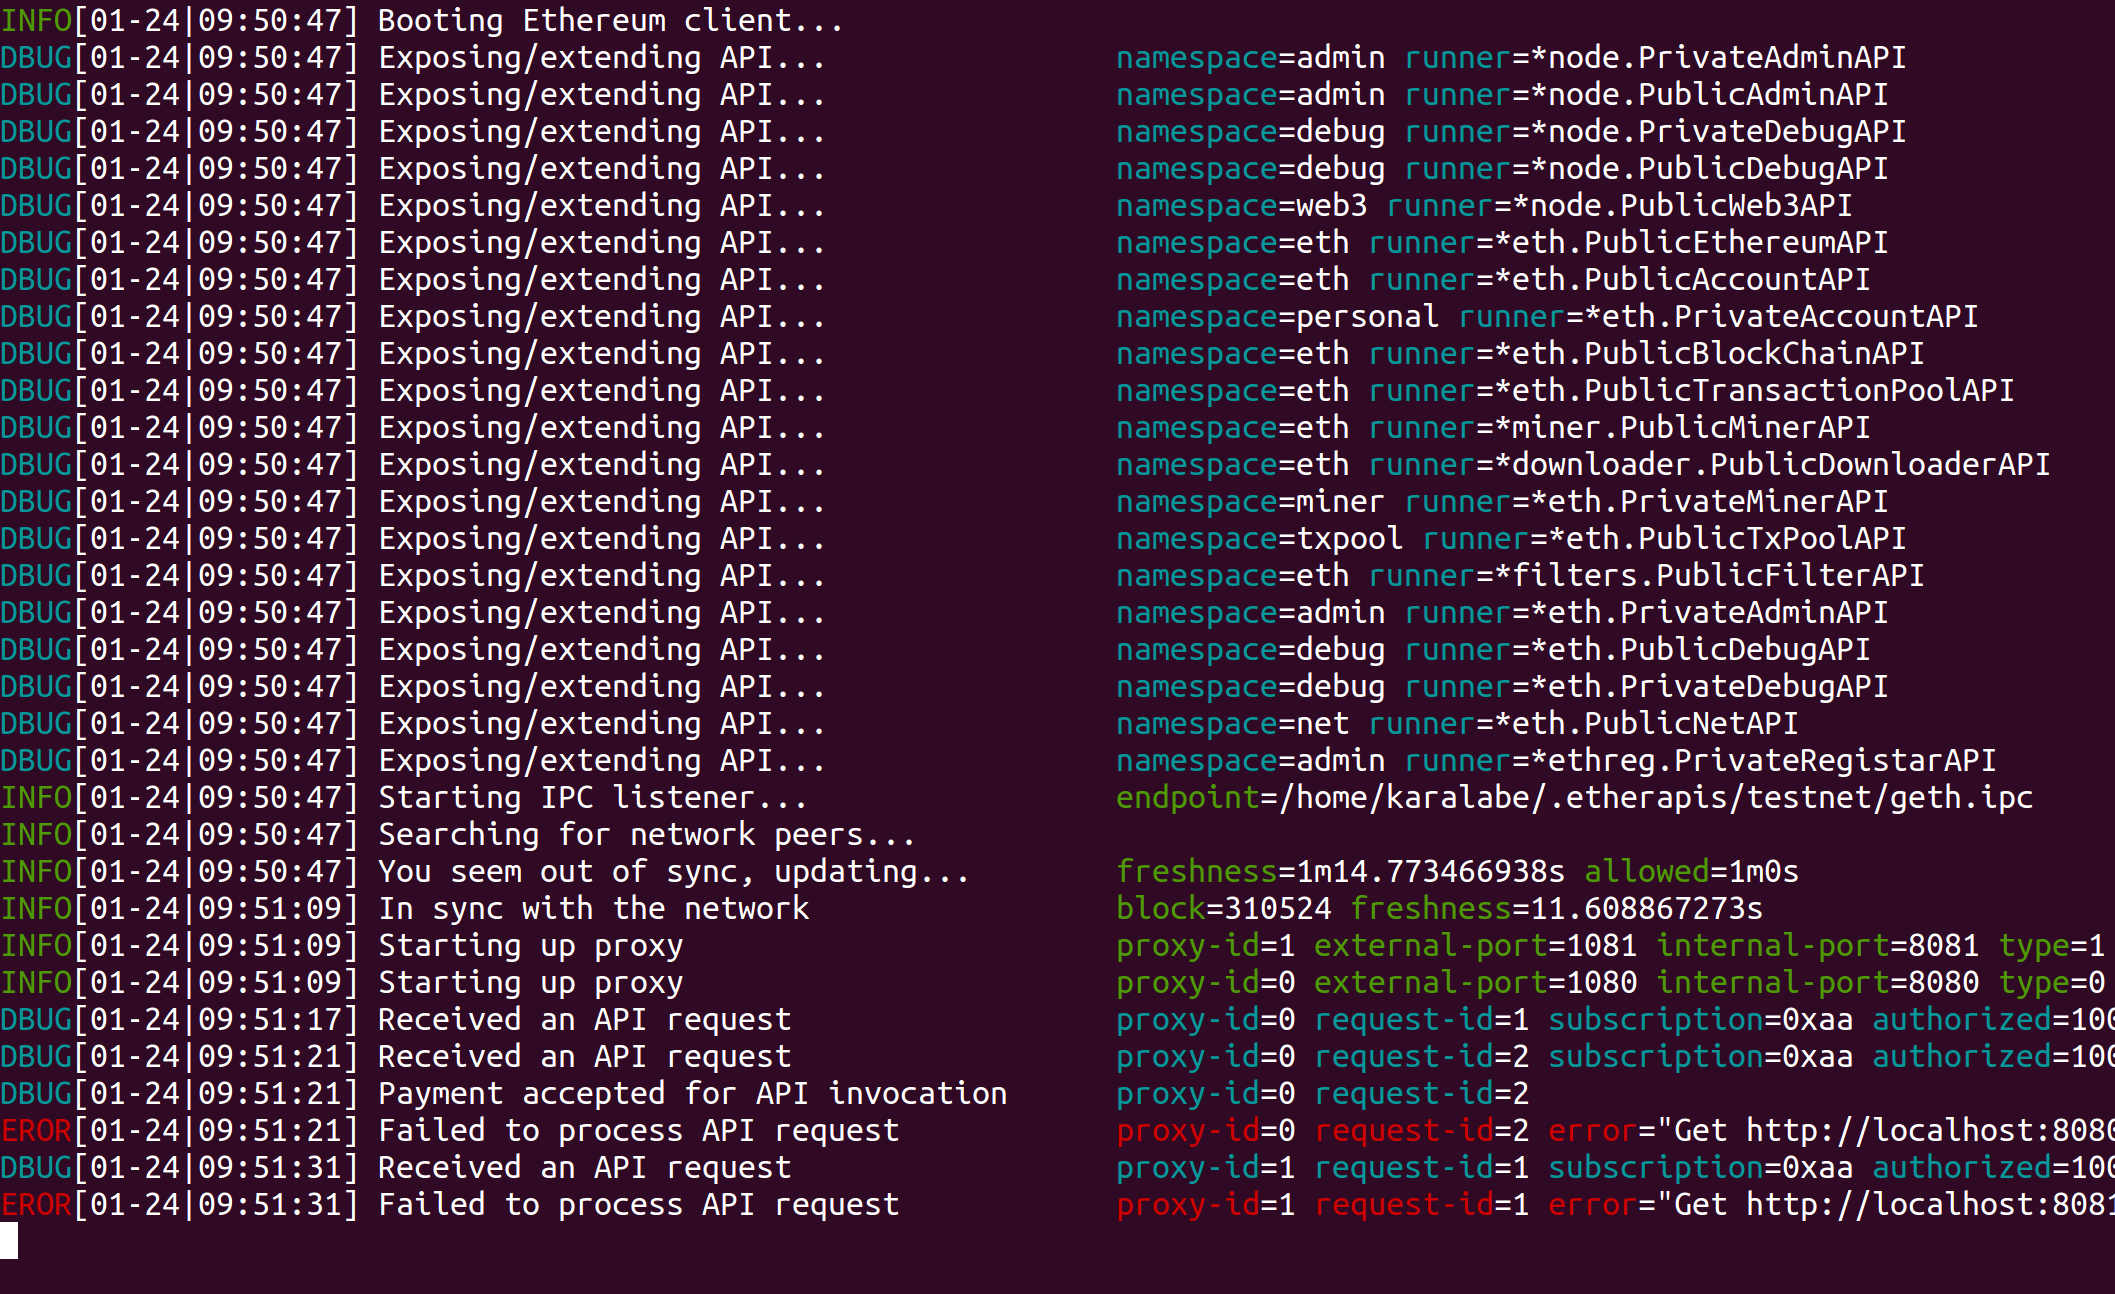 INFO[01-24|09:50:47] Booting Ethereum client...
DBUG[01-24|09:50:47] Exposing/extending API... namespace=admin runner=*node.PrivateAdminAPI
DBUG[01-24|09:50:47] Exposing/extending API... namespace=admin runner=*node.PublicAdminAPI
DBUG[01-24|09:50:47] Exposing/extending API... namespace=debug runner=*node.PrivateDebugAPI
DBUG[01-24|09:50:47] Exposing/extending API... namespace=debug runner=*node.PublicDebugAPI
DBUG[01-24|09:50:47] Exposing/extending API... namespace=web3 runner=*node.PublicWeb3API
DBUG[01-24|09:50:47] Exposing/extending API... namespace=eth runner=*eth.PublicEthereumAPI
DBUG[01-24|09:50:47] Exposing/extending API... namespace=eth runner=*eth.PublicAccountAPI
DBUG[01-24|09:50:47] Exposing/extending API... namespace=personal runner=*eth.PrivateAccountAPI
DBUG[01-24|09:50:47] Exposing/extending API... namespace=eth runner=*eth.PublicBlockChainAPI
DBUG[01-24|09:50:47] Exposing/extending API... namespace=eth runner=*eth.PublicTransactionPoolAPI
DBUG[01-24|09:50:47] Exposing/extending API... namespace=eth runner=*miner.PublicMinerAPI
DBUG[01-24|09:50:47] Exposing/extending API... namespace=eth runner=*downloader.PublicDownloaderAPI
DBUG[01-24|09:50:47] Exposing/extending API... namespace=miner runner=*eth.PrivateMinerAPI
DBUG[01-24|09:50:47] Exposing/extending API... namespace=txpool runner=*eth.PublicTxPoolAPI
DBUG[01-24|09:50:47] Exposing/extending API... namespace=eth runner=*filters.PublicFilterAPI
DBUG[01-24|09:50:47] Exposing/extending API... namespace=admin runner=*eth.PrivateAdminAPI
DBUG[01-24|09:50:47] Exposing/extending API... namespace=debug runner=*eth.PublicDebugAPI
DBUG[01-24|09:50:47] Exposing/extending API... namespace=debug runner=*eth.PrivateDebugAPI
DBUG[01-24|09:50:47] Exposing/extending API... namespace=net runner=*eth.PublicNetAPI
DBUG[01-24|09:50:47] Exposing/extending API... namespace=admin runner=*ethreg.PrivateRegistarAPI
INFO[01-24|09:50:47] Starting IPC listener... endpoint=/home/karalabe/.etherapis/testnet/geth.ipc
INFO[01-24|09:50:47] Searching for network peers...
INFO[01-24|09:50:47] You seem out of sync, updating... freshness=1m14.773466938s allowed=1m0s
INFO[01-24|09:51:09] In sync with the network block=310524 freshness=11.608867273s
INFO[01-24|09:51:09] Starting up proxy proxy-id=1 external-port=1081 internal-port=8081 type=1
INFO[01-24|09:51:09] Starting up proxy proxy-id=0 external-port=1080 internal-port=8080 type=0
DBUG[01-24|09:51:17] Received an API request proxy-id=0 request-id=1 subscription=0xaa authorized=100
DBUG[01-24|09:51:21] Received an API request proxy-id=0 request-id=2 subscription=0xaa authorized=100
DBUG[01-24|09:51:21] Payment accepted for API invocation proxy-id=0 request-id=2
EROR[01-24|09:51:21] Failed to process API request proxy-id=0 request-id=2 error="Get http://localhost:8080
DBUG[01-24|09:51:31] Received an API request proxy-id=1 request-id=1 subscription=0xaa authorized=100
EROR[01-24|09:51:31] Failed to process API request proxy-id=1 request-id=1 error="Get http://localhost:8081